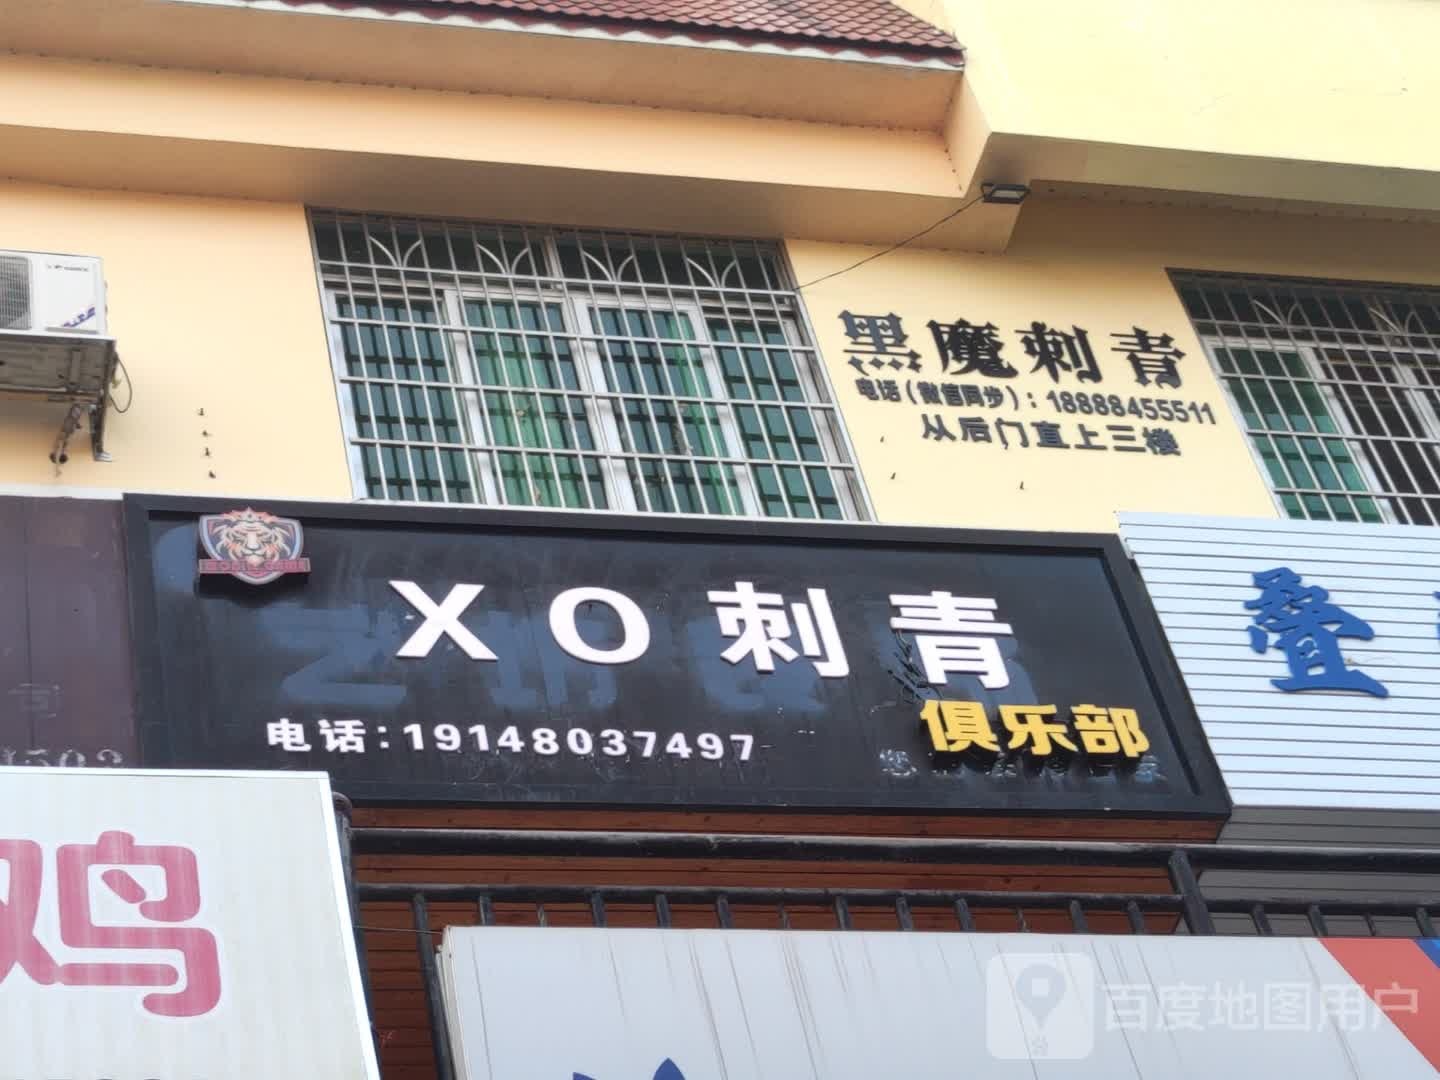 黑魔刺青
电话(微信同步):18888455511
从后门直上三楼
XO刺青
俱乐部
电话:19148037497
叠
鸡
百度地图用户